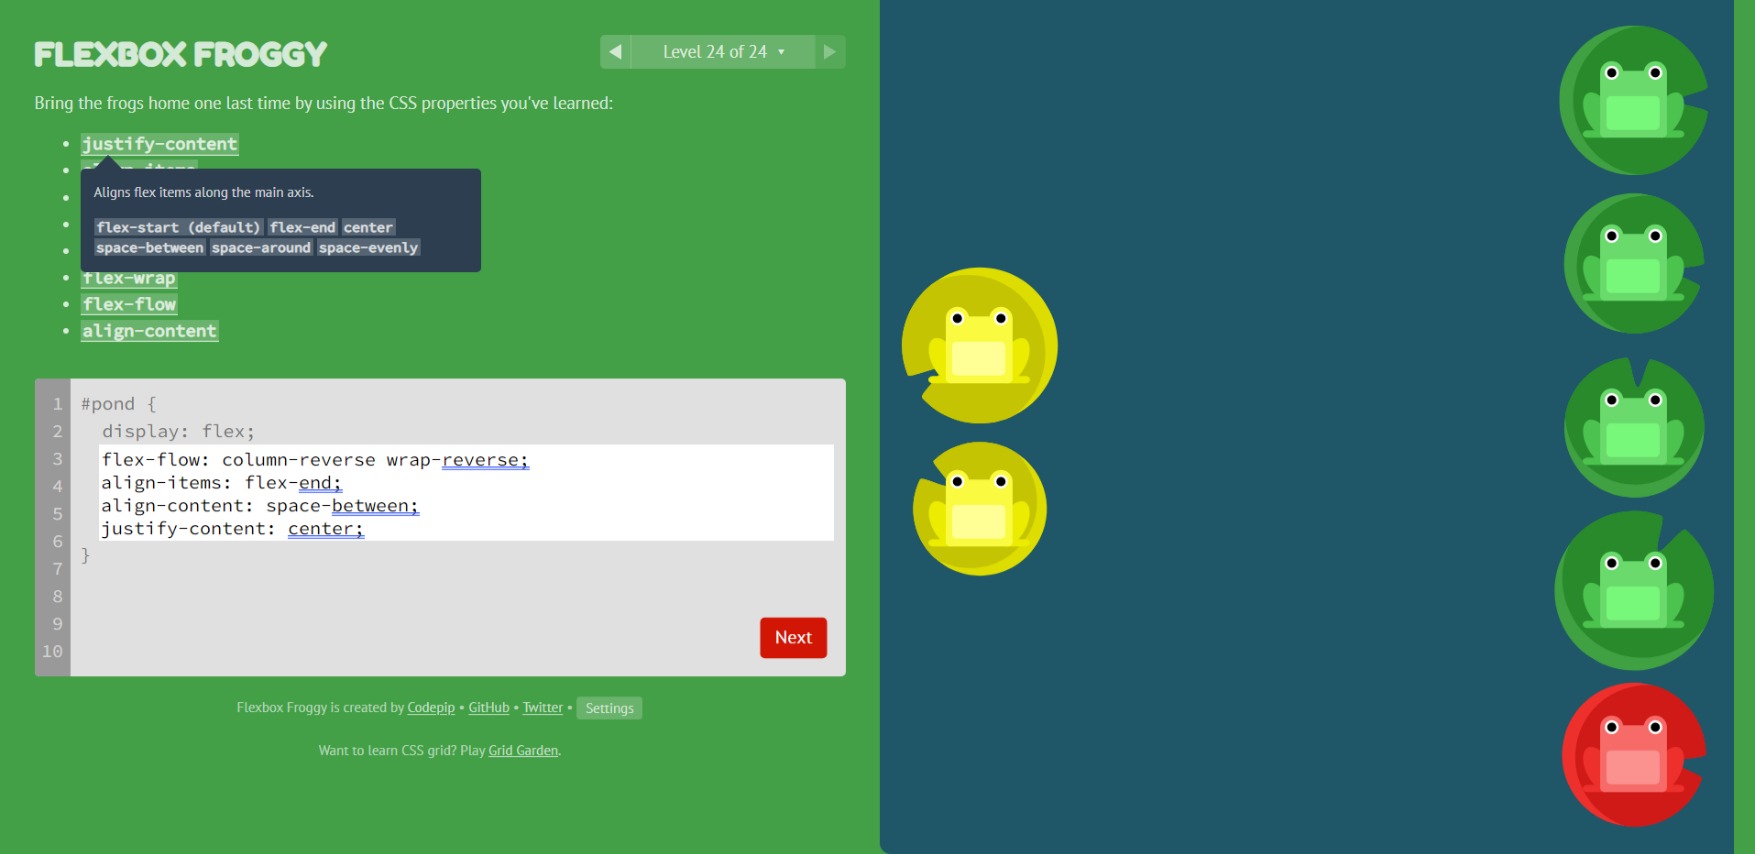 FLEXBOX FROGGY
◀ Level 24 of 24 ▾ ▶
Bring the frogs home one last time by using the CSS properties you've learned:
• justify-content
Aligns flex items along the main axis.
flex-start (default) flex-end center
space-between space-around space-evenly
• flex-wrap
• flex-flow
• align-content
1 #pond {
2 display: flex;
3 flex-flow: column-reverse wrap-reverse;
4 align-items: flex-end;
5 align-content: space-between;
6 justify-content: center;
7 }
8
9
10
Next
Flexbox Froggy is created by Codepip • GitHub • Twitter • Settings
Want to learn CSS grid? Play Grid Garden.